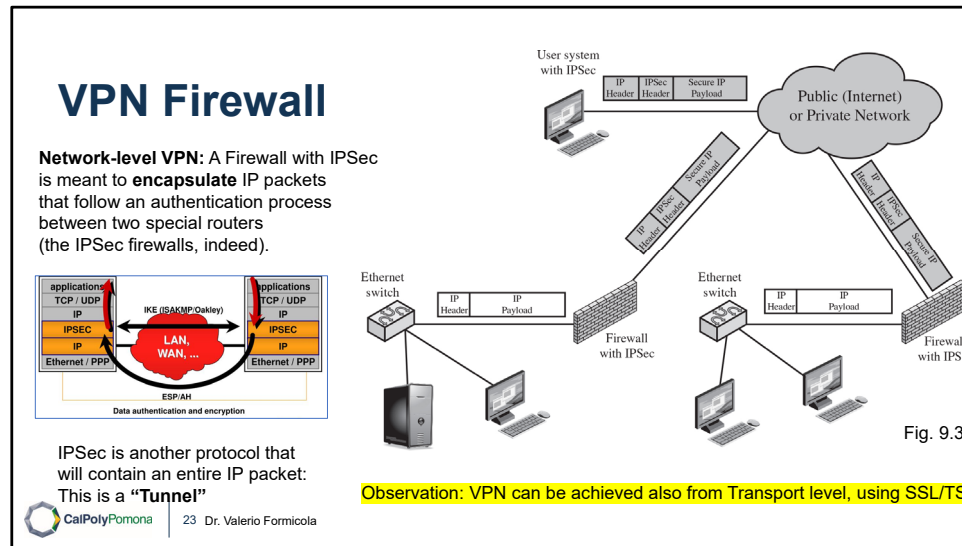 VPN Firewall
Network-level VPN: A Firewall with IPSec
is meant to encapsulate IP packets
that follow an authentication process
between two special routers
(the IPSec firewalls, indeed).
applications
TCP / UDP
IP
IPSEC
IP
Ethernet / PPP
IKE (ISAKMP/Oakley)
LAN,
WAN, ...
applications
TCP / UDP
IP
IPSEC
IP
Ethernet / PPP
ESP/AH
Data authentication and encryption
IPSec is another protocol that
will contain an entire IP packet:
This is a “Tunnel”
User system
with IPSec
IP
Header
IPSec
Header
Secure IP
Payload
Public (Internet)
or Private Network
IP
Header
IPSec
Header
Secure IP
Payload
IP
Header
IPSec
Header
Secure IP
Payload
Ethernet
switch
IP
Header
IP
Payload
Firewall
with IPSec
Ethernet
switch
IP
Header
IP
Payload
Firewal
with IPS
Fig. 9.3
Observation: VPN can be achieved also from Transport level, using SSL/TS
CalPolyPomona
23 Dr. Valerio Formicola